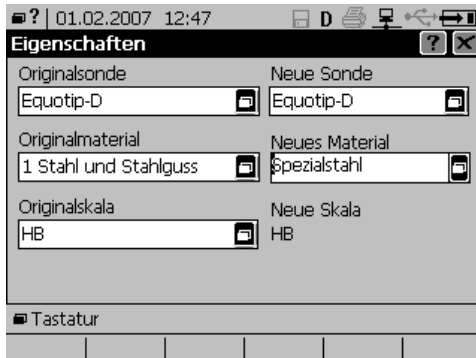 ? 01.02.2007 12:47 D
Eigenschaften ? X
Originalsonde Neue Sonde
Equotip-D Equotip-D
Originalmaterial Neues Material
1 Stahl und Stahlguss Spezialstahl
Originalskala Neue Skala
HB HB
Tastatur